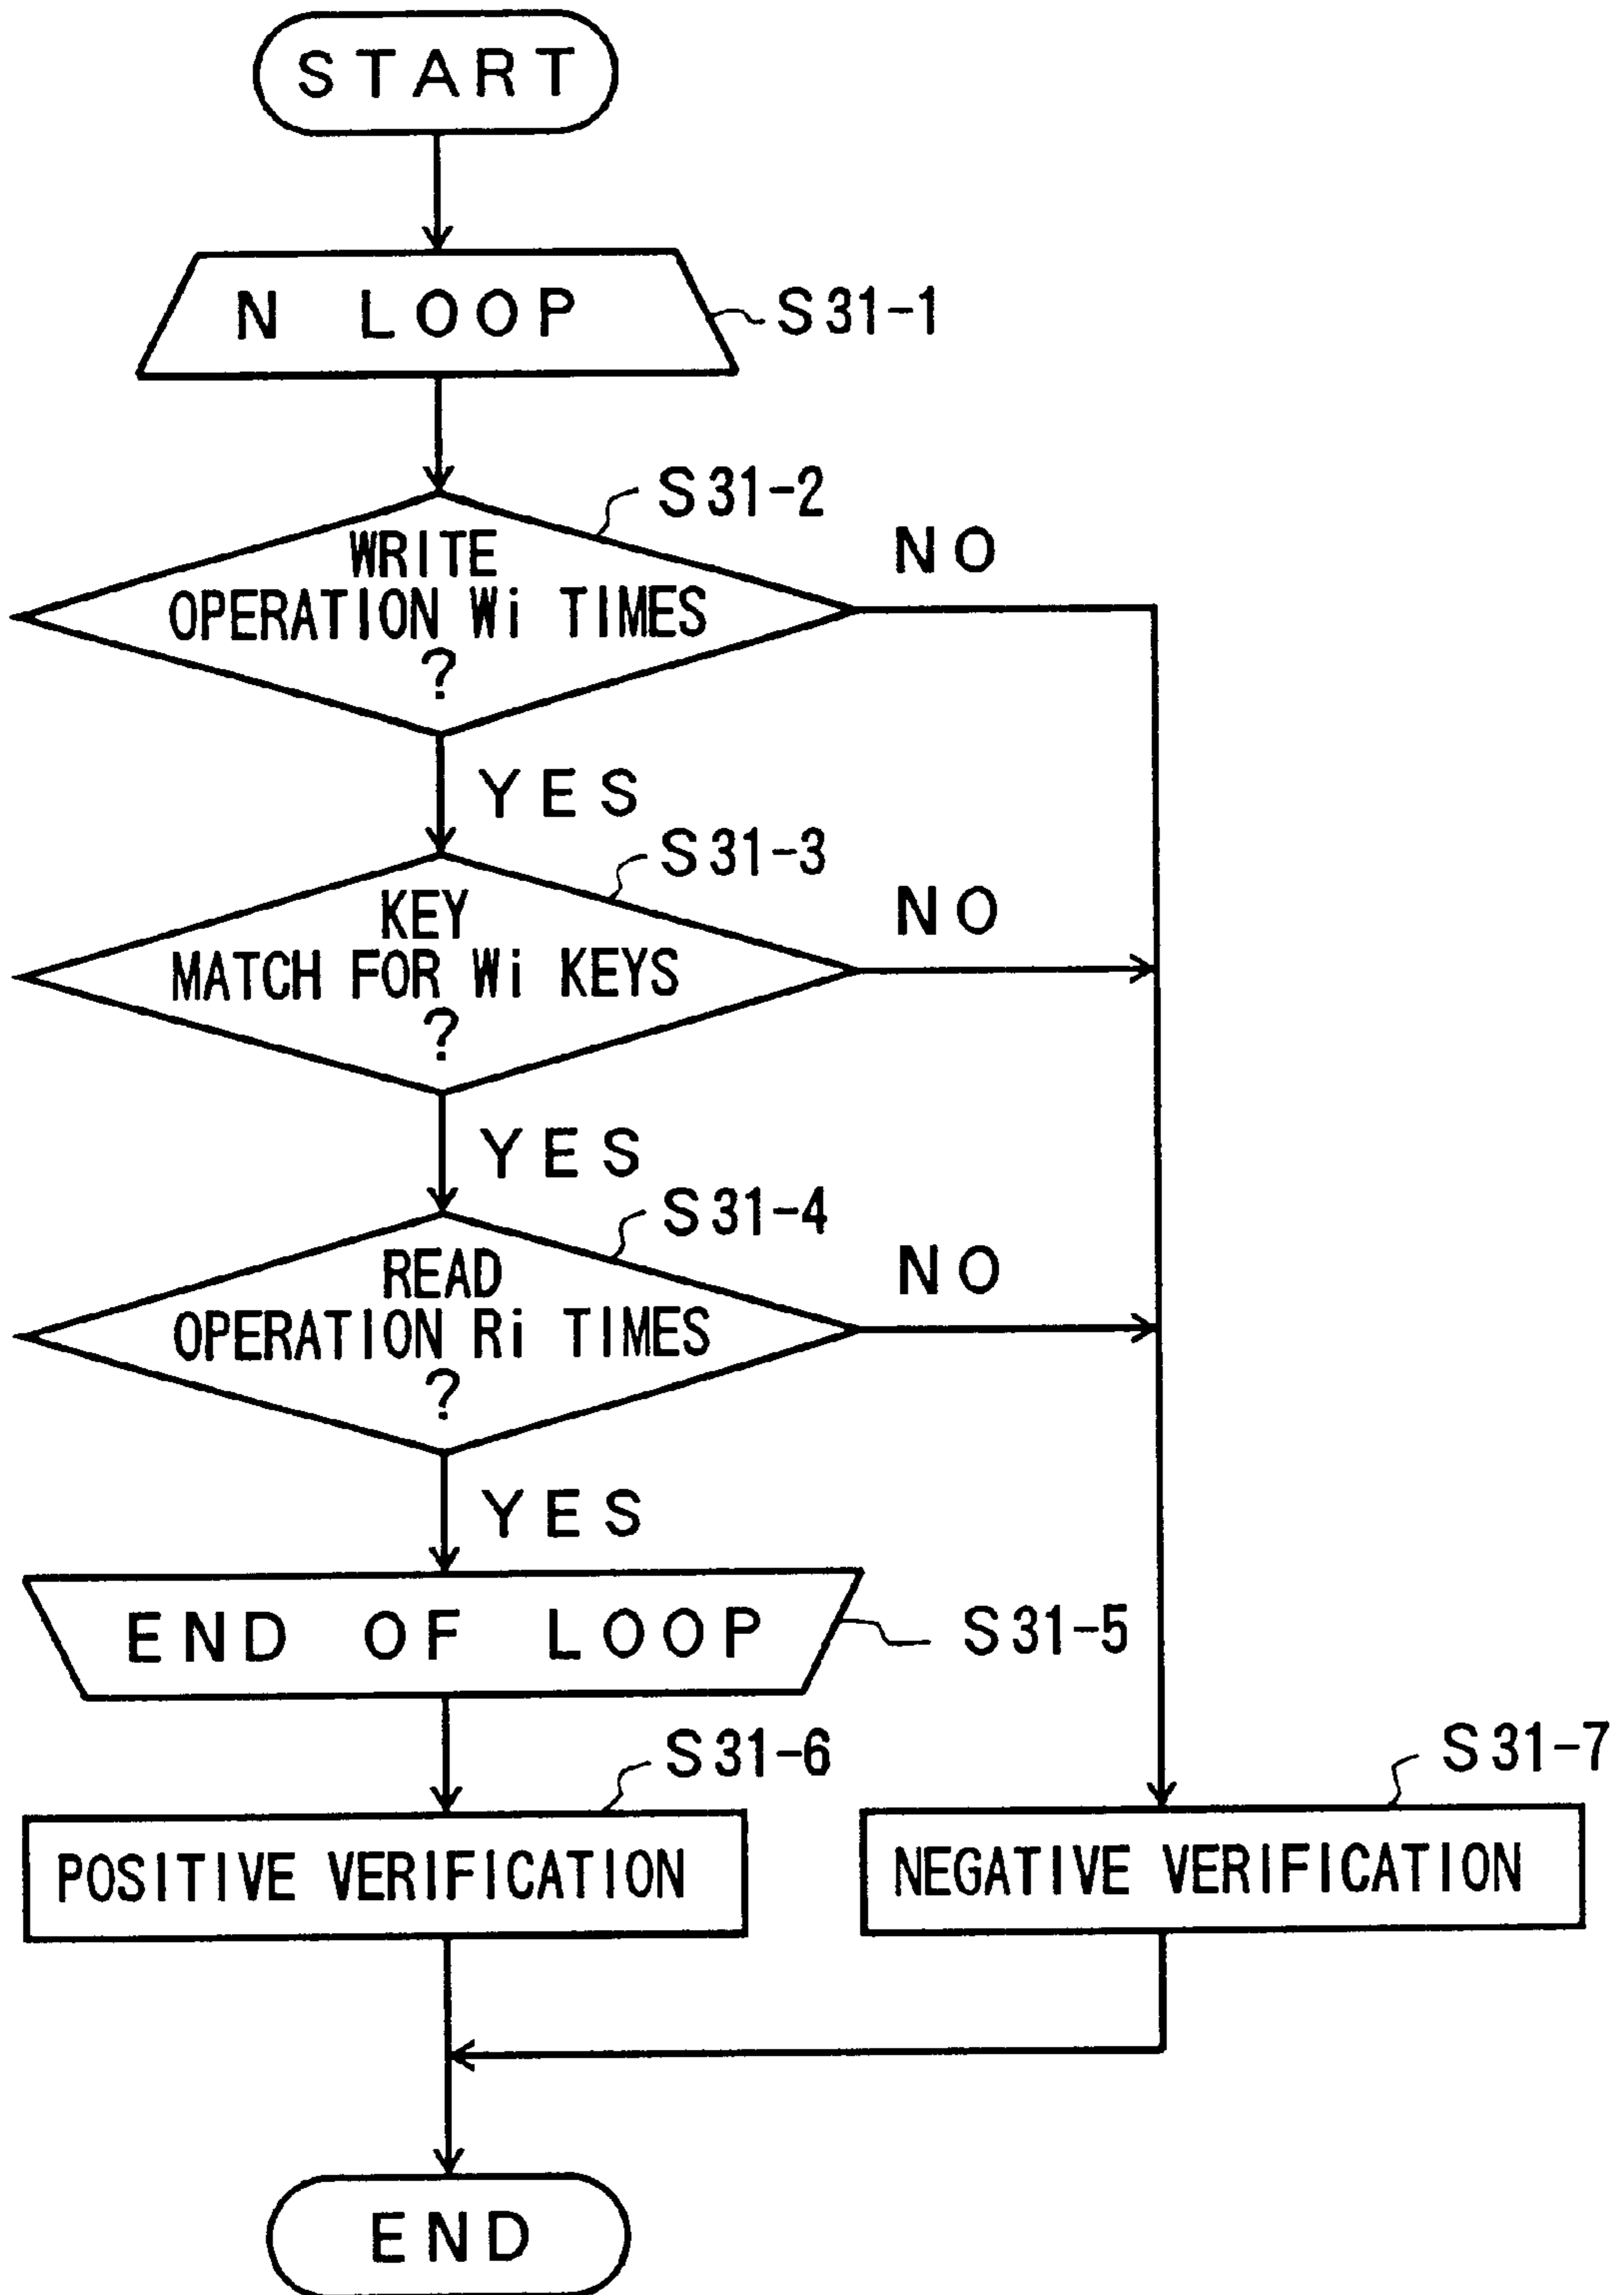 START
N LOOP
S31-1
S31-2
WRITE
OPERATION Wi TIMES
?
NO
YES
S31-3
KEY
MATCH FOR Wi KEYS
?
NO
YES
S31-4
READ
OPERATION Ri TIMES
?
NO
YES
END OF LOOP
S31-5
S31-6
POSITIVE VERIFICATION
S31-7
NEGATIVE VERIFICATION
END